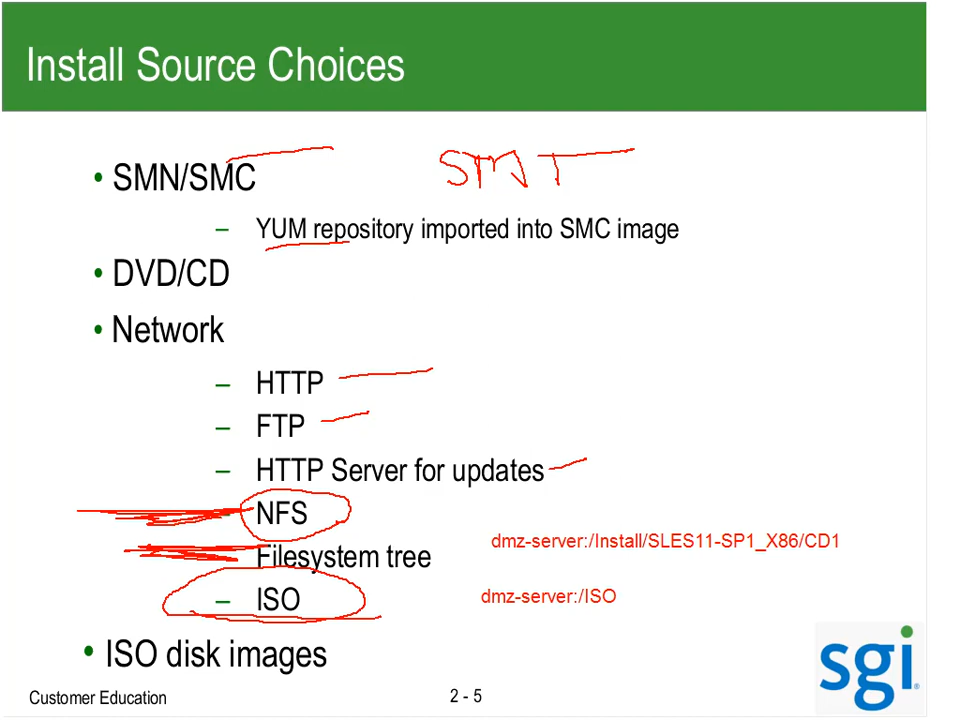 Install Source Choices
• SMN/SMC SMT
– YUM repository imported into SMC image
• DVD/CD
• Network
– HTTP
– FTP
– HTTP Server for updates
NFS
Filesystem tree dmz-server:/Install/SLES11-SP1_X86/CD1
– ISO dmz-server:/ISO
• ISO disk images
sgi®
Customer Education 2 - 5